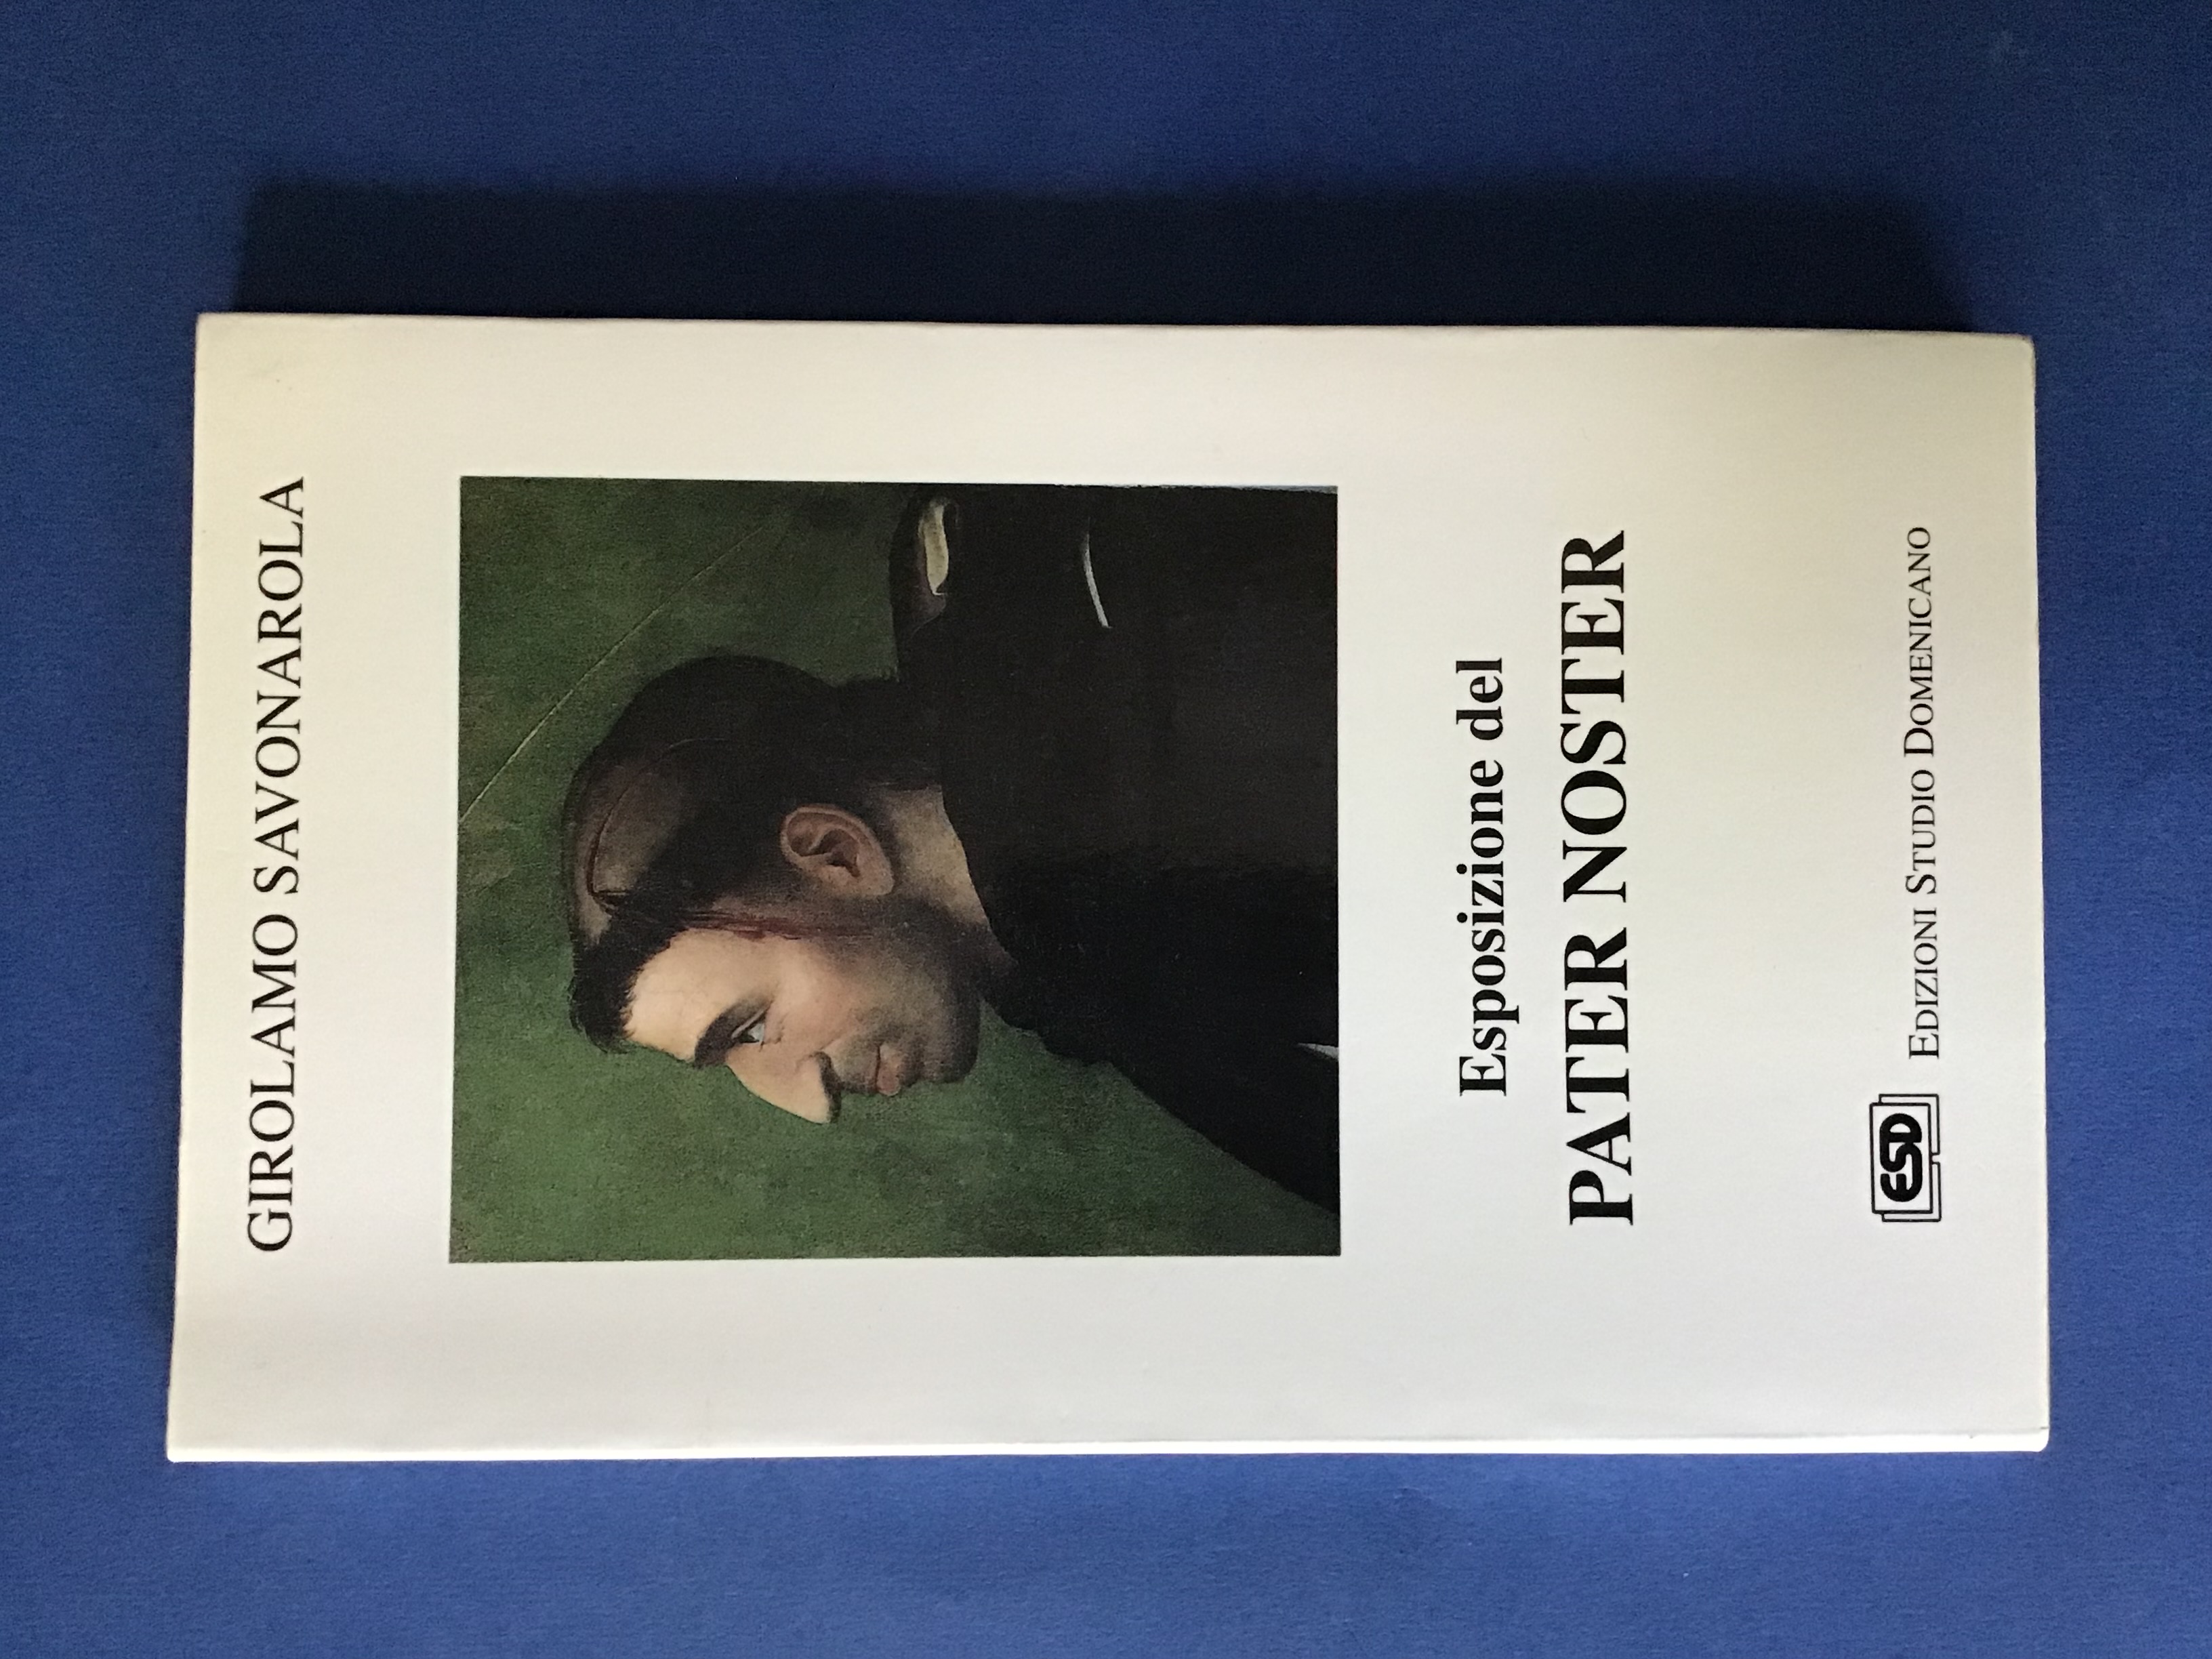 GIROLAMO SAVONAROLA
Esposizione del
PATER NOSTER
ESD
EDIZIONI STUDIO DOMENICANO